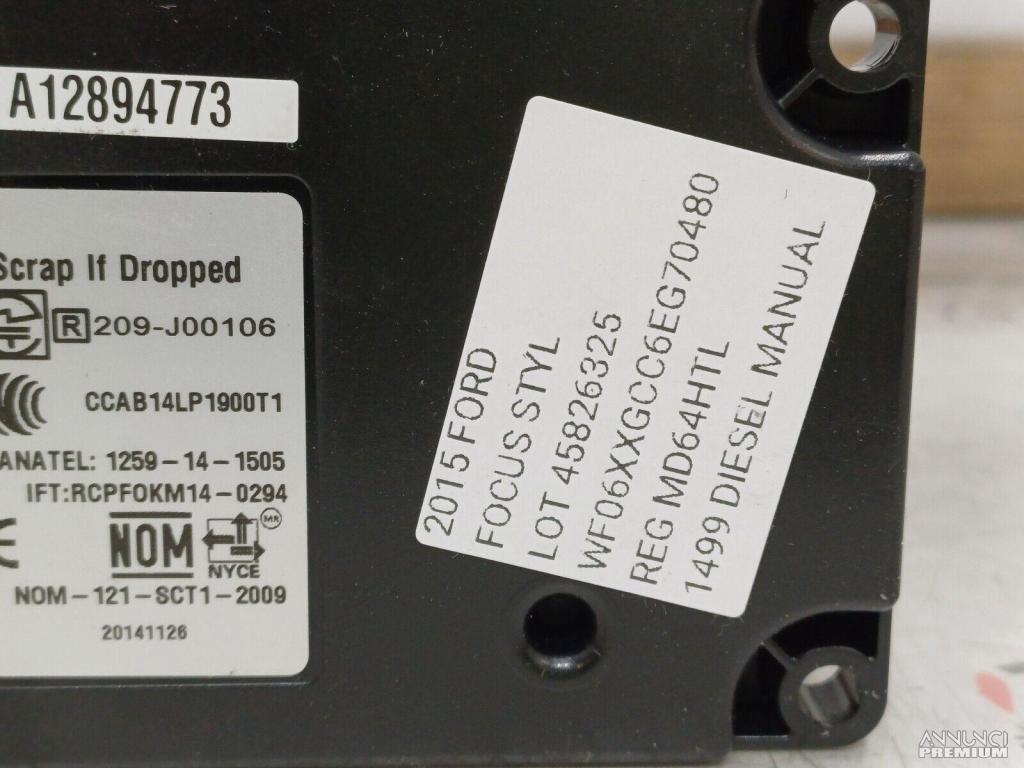 A12894773
Scrap If Dropped
R 209-J00106
CCAB14LP1900T1
ANATEL: 1259-14-1505
IFT:RCPFOKM14-0294
NOM
MR
NYCE
NOM-121-SCT1-2009
20141126
2015 FORD
FOCUS STYL
LOT 45826325
WF06XXGCC6EG70480
REG MD64HTL
1499 DIESEL MANUAL
ANNUNCI
PREMIUM